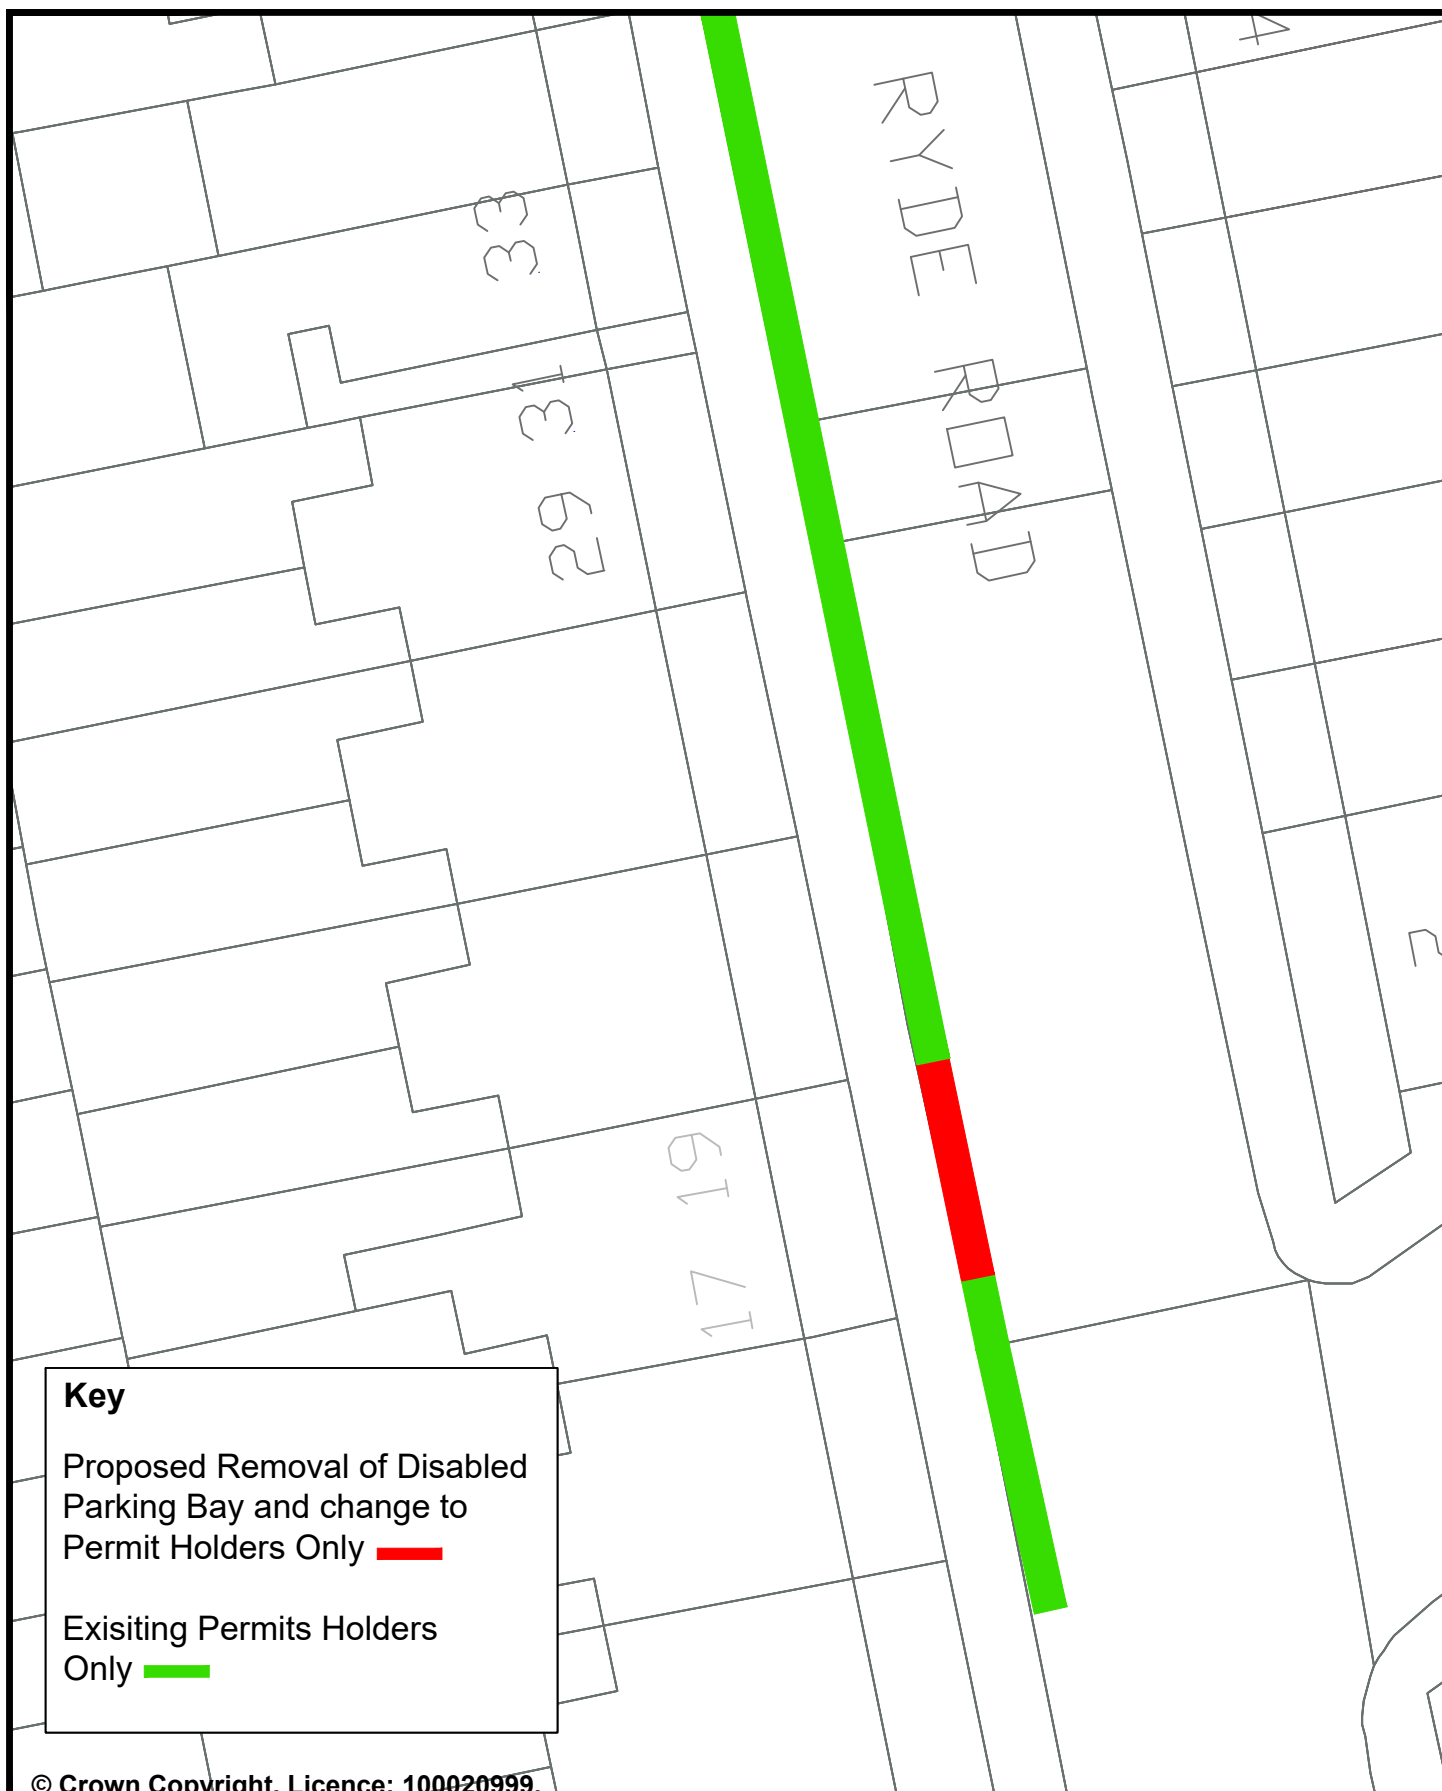 4
RYDE ROAD
33
31
29
19
17
Key
Proposed Removal of Disabled
Parking Bay and change to
Permit Holders Only
Exisiting Permits Holders
Only
© Crown Copyright. Licence: 100020999.